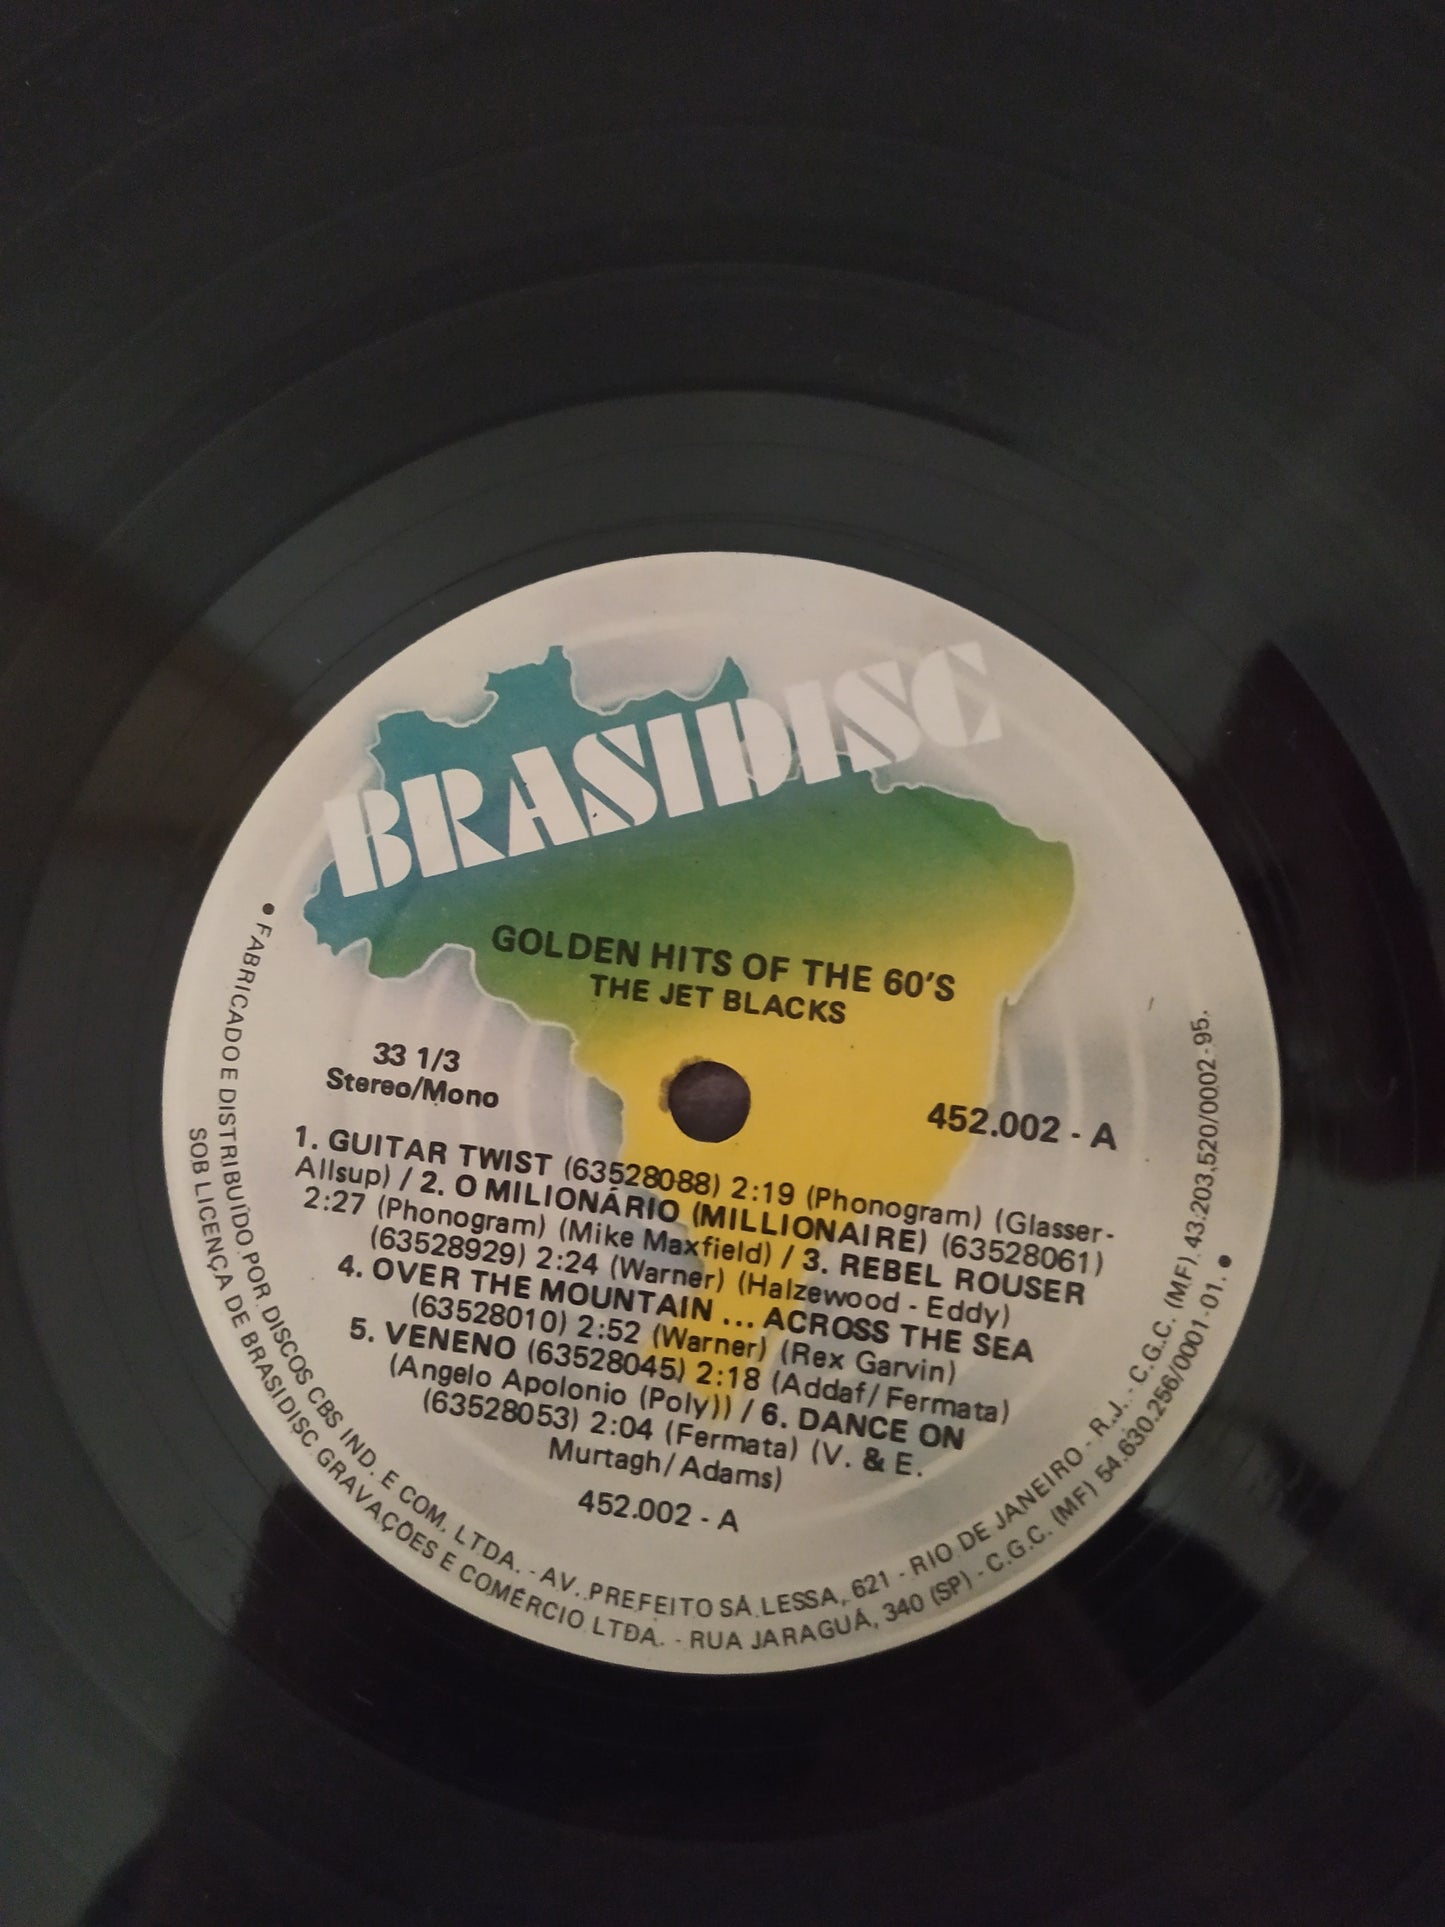 BRASIDISC
GOLDEN HITS OF THE 60'S
THE JET BLACKS
33 1/3
Stereo/Mono
452.002 - A
1. GUITAR TWIST (63528088) 2:19 (Phonogram) (Glasser-
Allsup) / 2. O MILIONÁRIO (MILLIONAIRE) (63528061)
2:27 (Phonogram) (Mike Maxfield) / 3. REBEL ROUSER
(63528929) 2:24 (Warner) (Halzewood - Eddy)
4. OVER THE MOUNTAIN ... ACROSS THE SEA
(63528010) 2:52 (Warner) (Rex Garvin)
5. VENENO (63528045) 2:18 (Addaf/Fermata)
(Angelo Apolonio (Poly)) / 6. DANCE ON
(63528053) 2:04 (Fermata) (V. & E.
Murtagh/Adams)
452.002 - A
• FABRICADO E DISTRIBUÍDO POR DISCOS CBS IND. E COM. LTDA. - AV. PREFEITO SÁ LESSA, 621 - RIO DE JANEIRO - R.J. - C.G.C. (MF) 43.203.520/0002-95.
SOB LICENÇA DE BRASIDISC GRAVAÇÕES E COMÉRCIO LTDA. - RUA JARAGUÁ, 340 (SP) - C.G.C. (MF) 54.630.256/0001-01. •